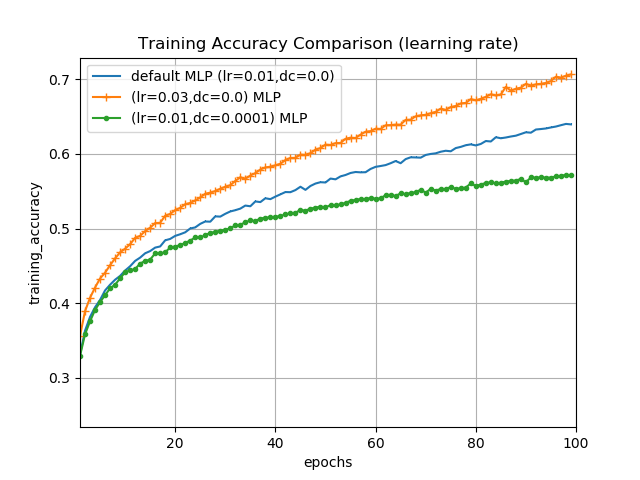 Training Accuracy Comparison (learning rate)
default MLP (lr=0.01,dc=0.0)
(lr=0.03,dc=0.0) MLP
(lr=0.01,dc=0.0001) MLP
training_accuracy
0.7
0.6
0.5
0.4
0.3
20 40 60 80 100
epochs